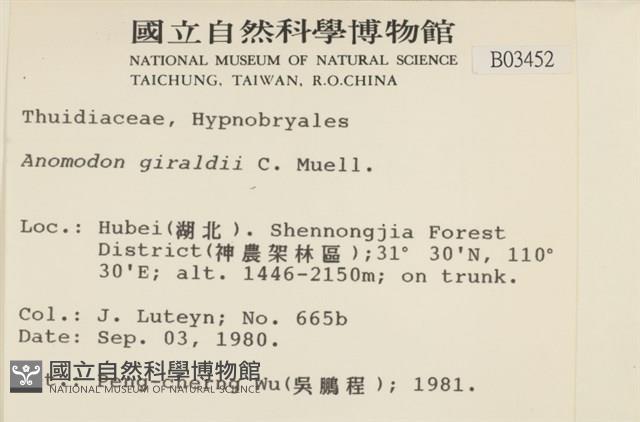 國立自然科學博物館
NATIONAL MUSEUM OF NATURAL SCIENCE
TAICHUNG, TAIWAN, R.O.CHINA
B03452
Thuidiaceae, Hypnobryales
Anomodon giraldii C. Muell.
Loc.: Hubei(湖北). Shennongjia Forest
District(神農架林區);31° 30'N, 110°
30'E; alt. 1446-2150m; on trunk.
Col.: J. Luteyn; No. 665b
Date: Sep. 03, 1980.
國立自然科學博物館
Peng-cherng Wu(吳鵬程); 1981.
NATIONAL MUSEUM OF NATURAL SCIENCE